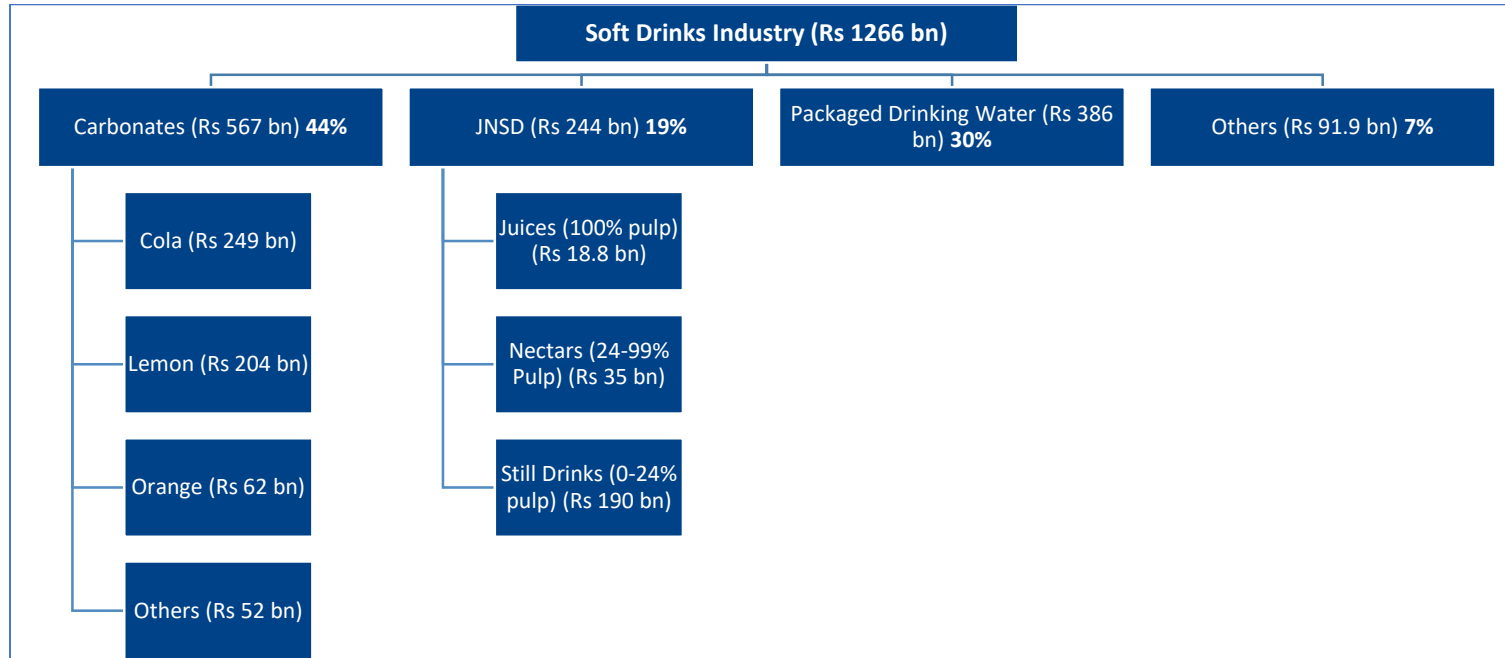 Soft Drinks Industry (Rs 1266 bn)
Carbonates (Rs 567 bn) 44%
JNSD (Rs 244 bn) 19%
Packaged Drinking Water (Rs 386
bn) 30%
Others (Rs 91.9 bn) 7%
Cola (Rs 249 bn)
Lemon (Rs 204 bn)
Orange (Rs 62 bn)
Others (Rs 52 bn)
Juices (100% pulp)
(Rs 18.8 bn)
Nectars (24-99%
Pulp) (Rs 35 bn)
Still Drinks (0-24%
pulp) (Rs 190 bn)